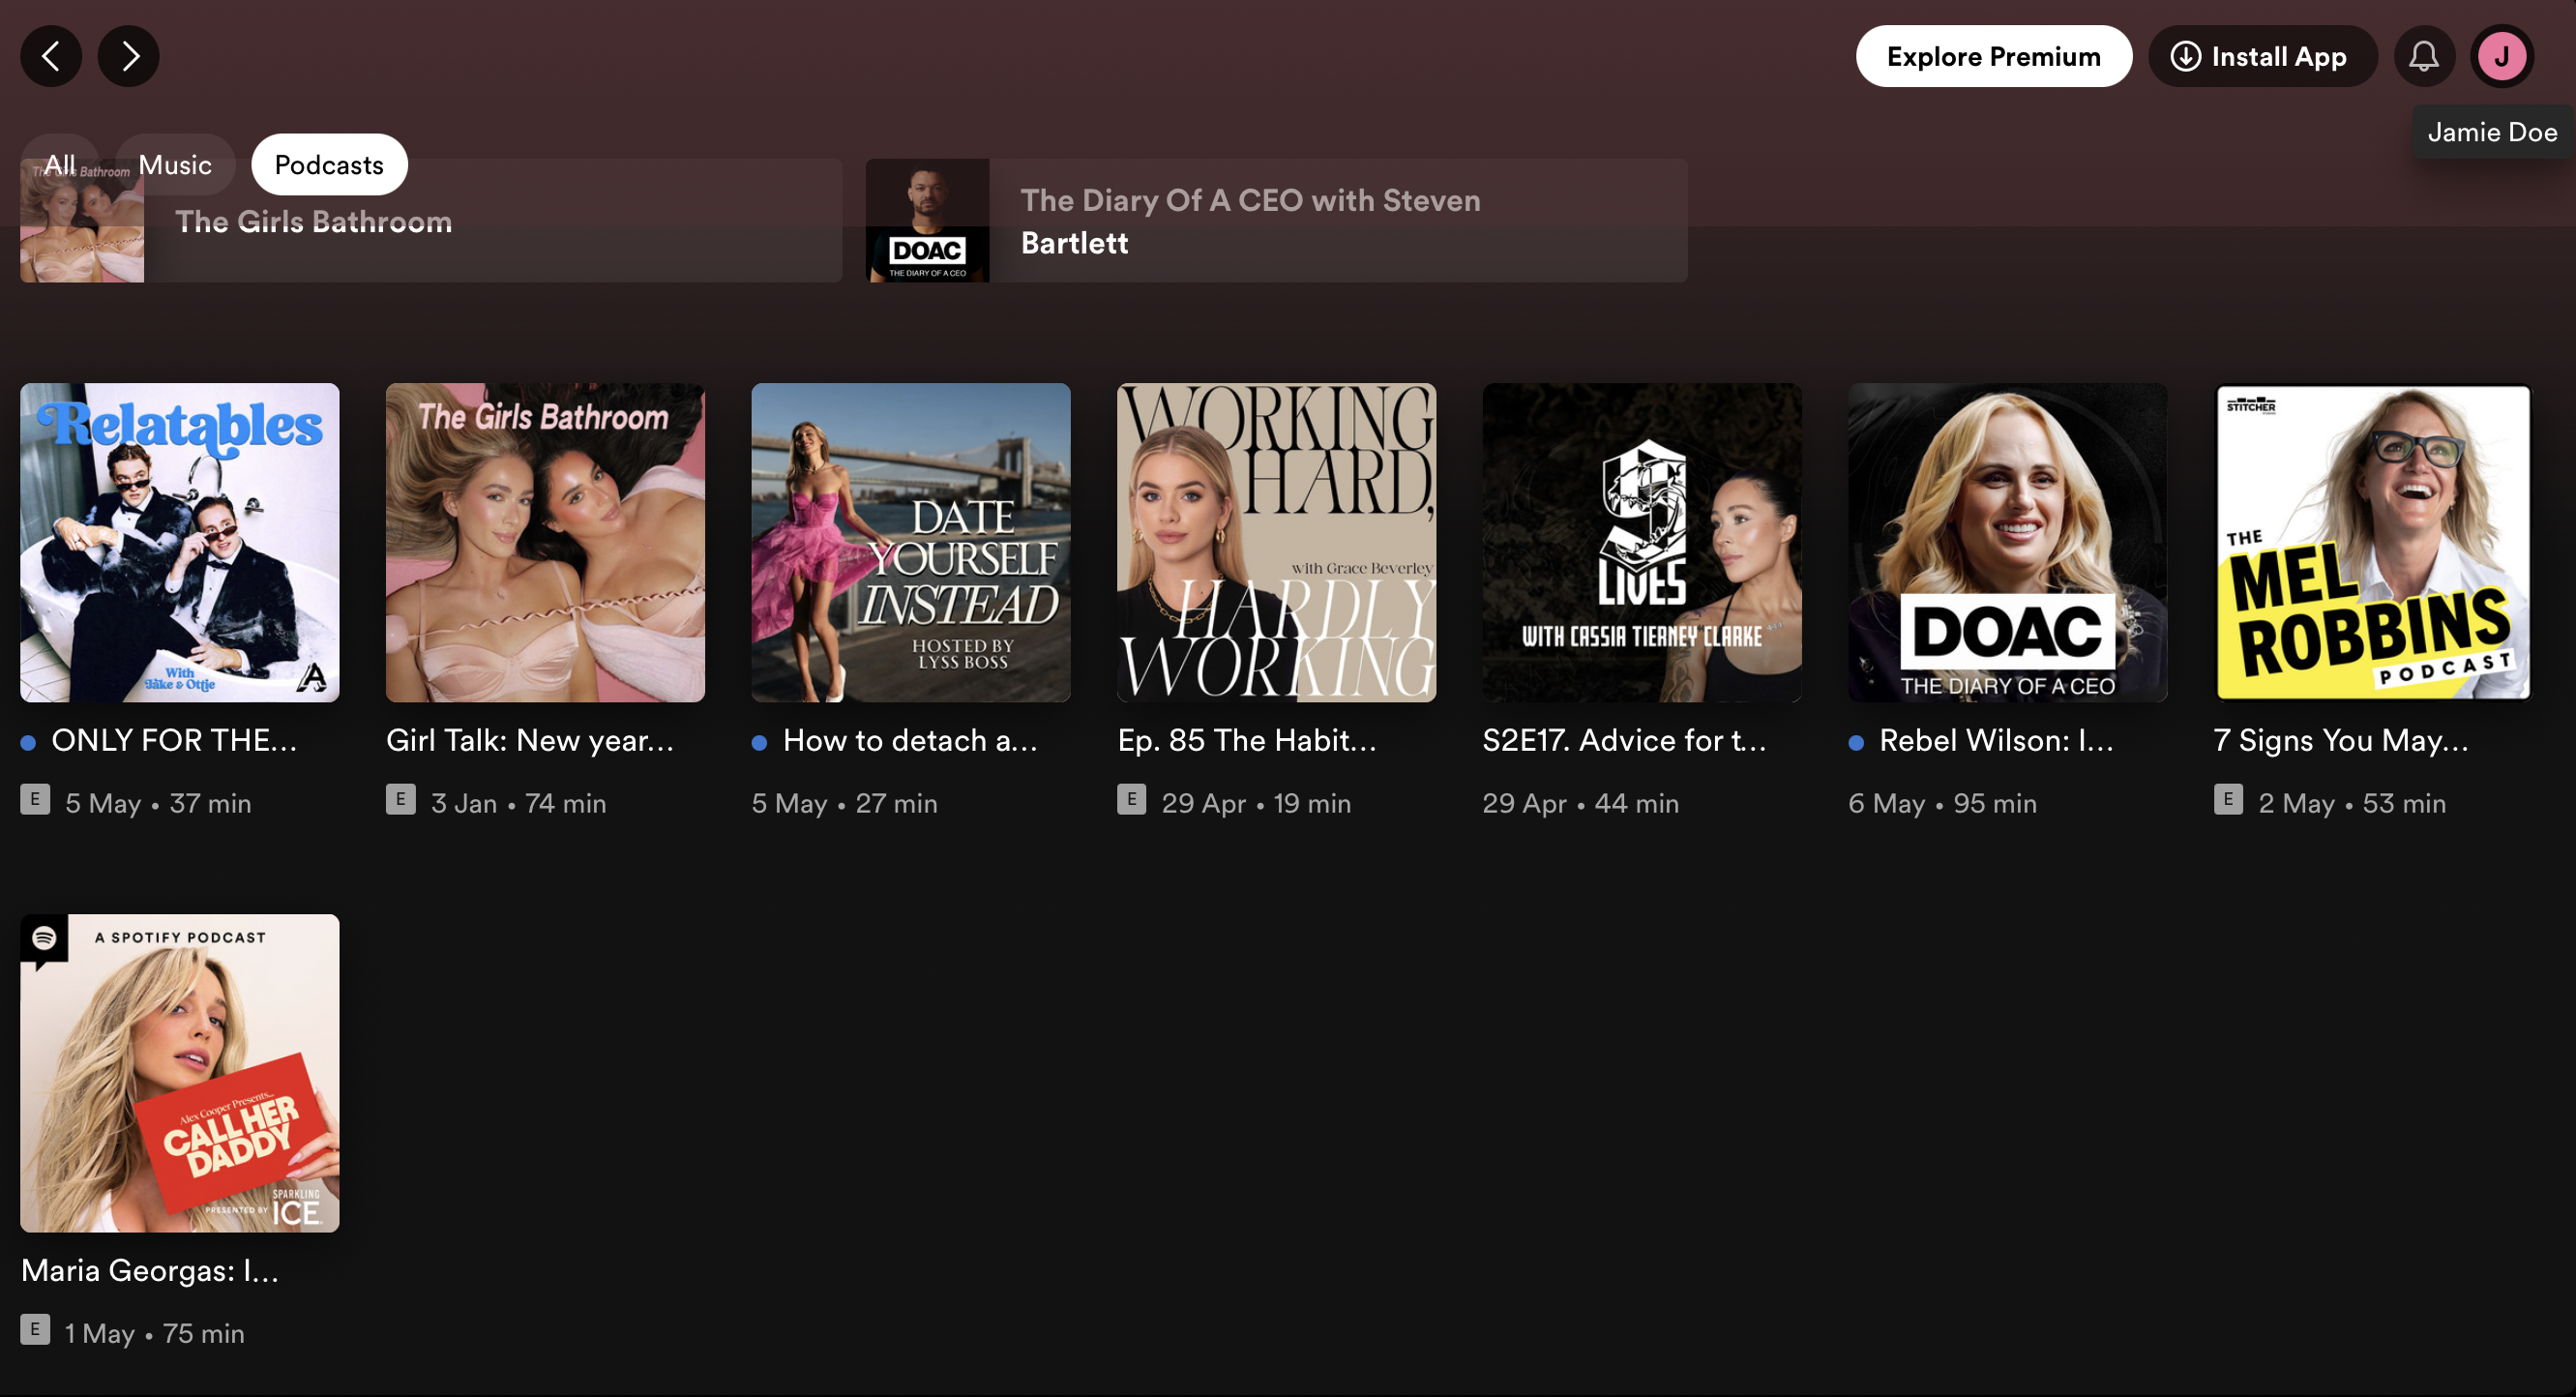 Explore Premium
Install App
J
Jamie Doe
All
Music
Podcasts
The Girls Bathroom
The Girls Bathroom
DOAC
THE DIARY OF A CEO
The Diary Of A CEO with Steven
Bartlett
Relatables
With
Jake & Ottie
A
ONLY FOR THE...
E 5 May • 37 min
The Girls Bathroom
Girl Talk: New year...
E 3 Jan • 74 min
DATE
YOURSELF
INSTEAD
HOSTED BY
LYSS BOSS
How to detach a...
5 May • 27 min
WORKING
HARD,
with Grace Beverley
HARDLY
WORKING
Ep. 85 The Habit...
E 29 Apr • 19 min
9
LIVES
WITH CASSIA TIERNEY CLARKE
S2E17. Advice for t...
29 Apr • 44 min
DOAC
THE DIARY OF A CEO
Rebel Wilson: I...
6 May • 95 min
STITCHER
THE
MEL
ROBBINS
PODCAST
7 Signs You May...
E 2 May • 53 min
A SPOTIFY PODCAST
Alex Cooper Presents...
CALL HER
DADDY
PRESENTED BY
SPARKLING
ICE
Maria Georgas: I...
E 1 May • 75 min